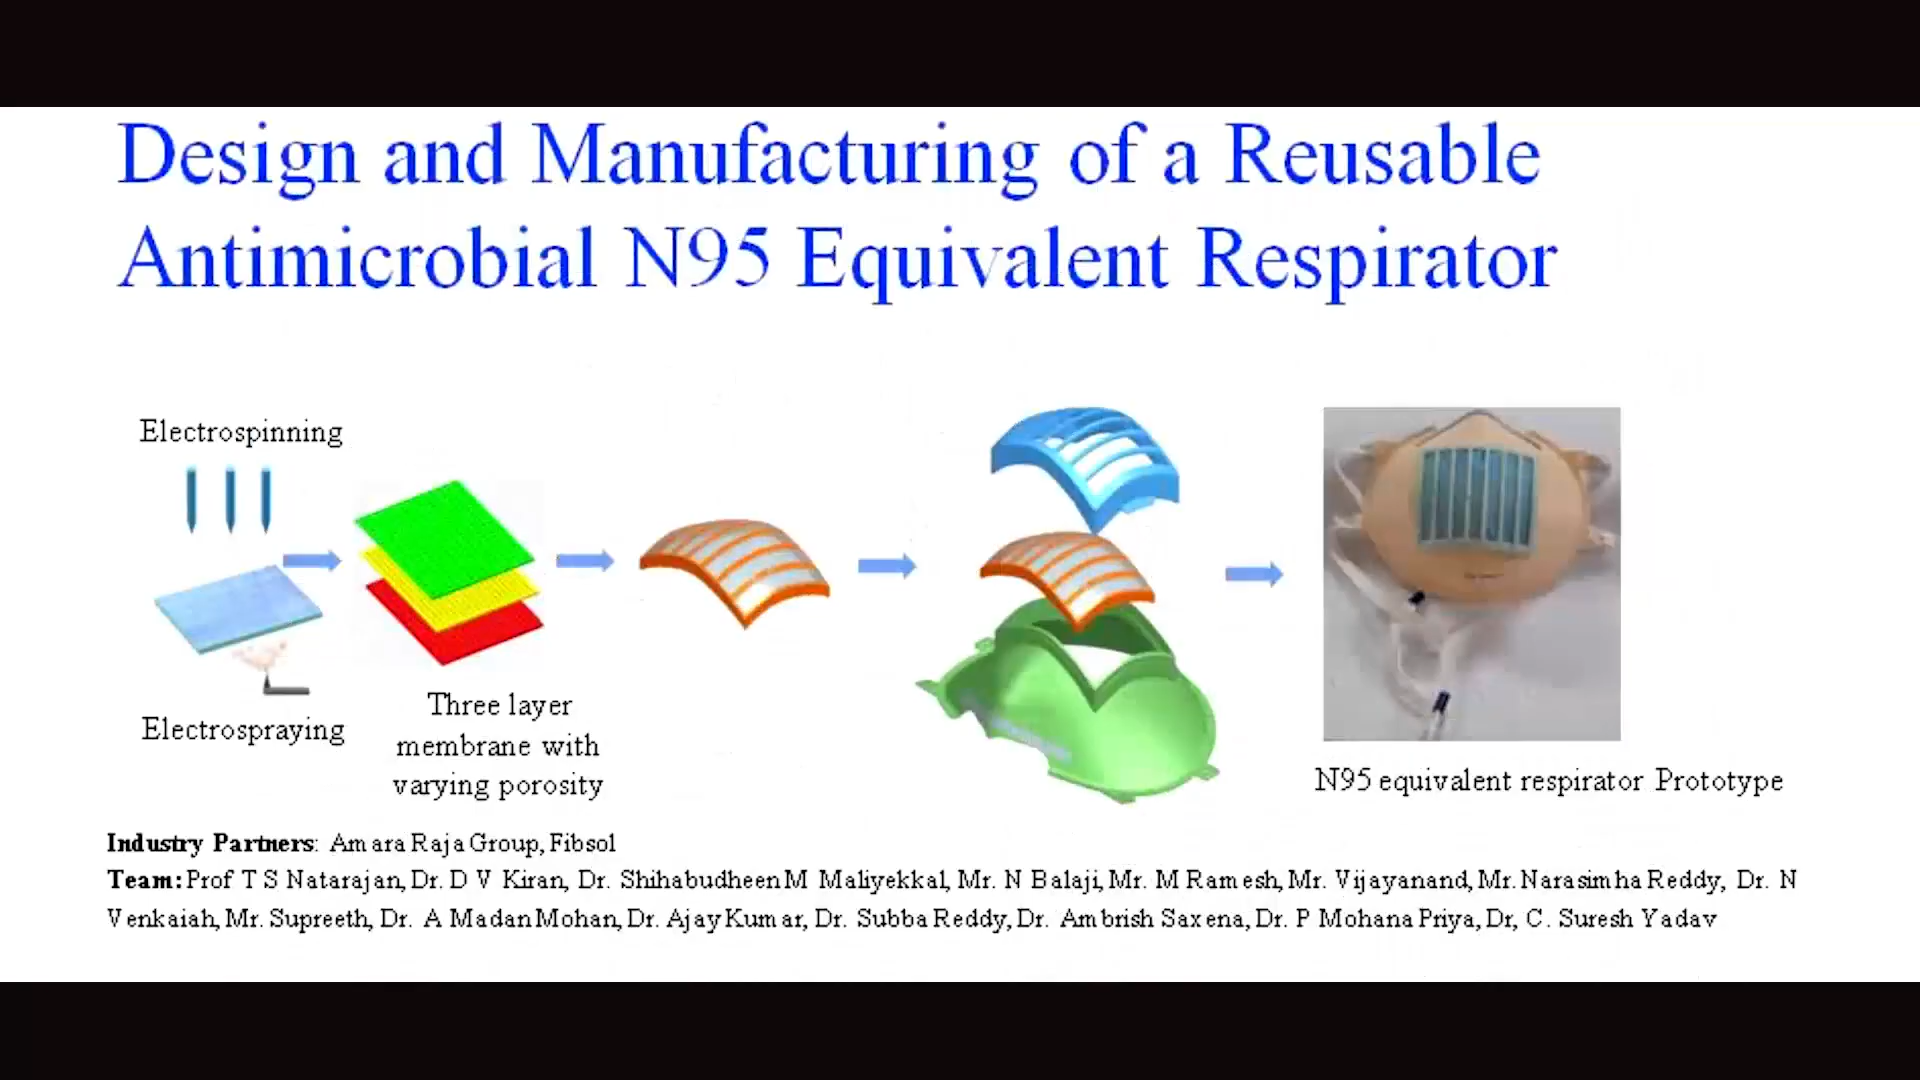 Design and Manufacturing of a Reusable
Antimicrobial N95 Equivalent Respirator
Electrospinning
Electrospraying
Three layer
membrane with
varying porosity
N95 equivalent respirator Prototype
Industry Partners: Amara Raja Group, Fibsol
Team: Prof T S Natarajan, Dr. D V Kiran, Dr. Shihabudheen M Maliyekkal, Mr. N Balaji, Mr. M Ramesh, Mr. Vijayanand, Mr. Narasimha Reddy, Dr. N
Venkaiah, Mr. Supreeth, Dr. A Madan Mohan, Dr. Ajay Kumar, Dr. Subba Reddy, Dr. Ambrish Saxena, Dr. P Mohana Priya, Dr, C. Suresh Yadav